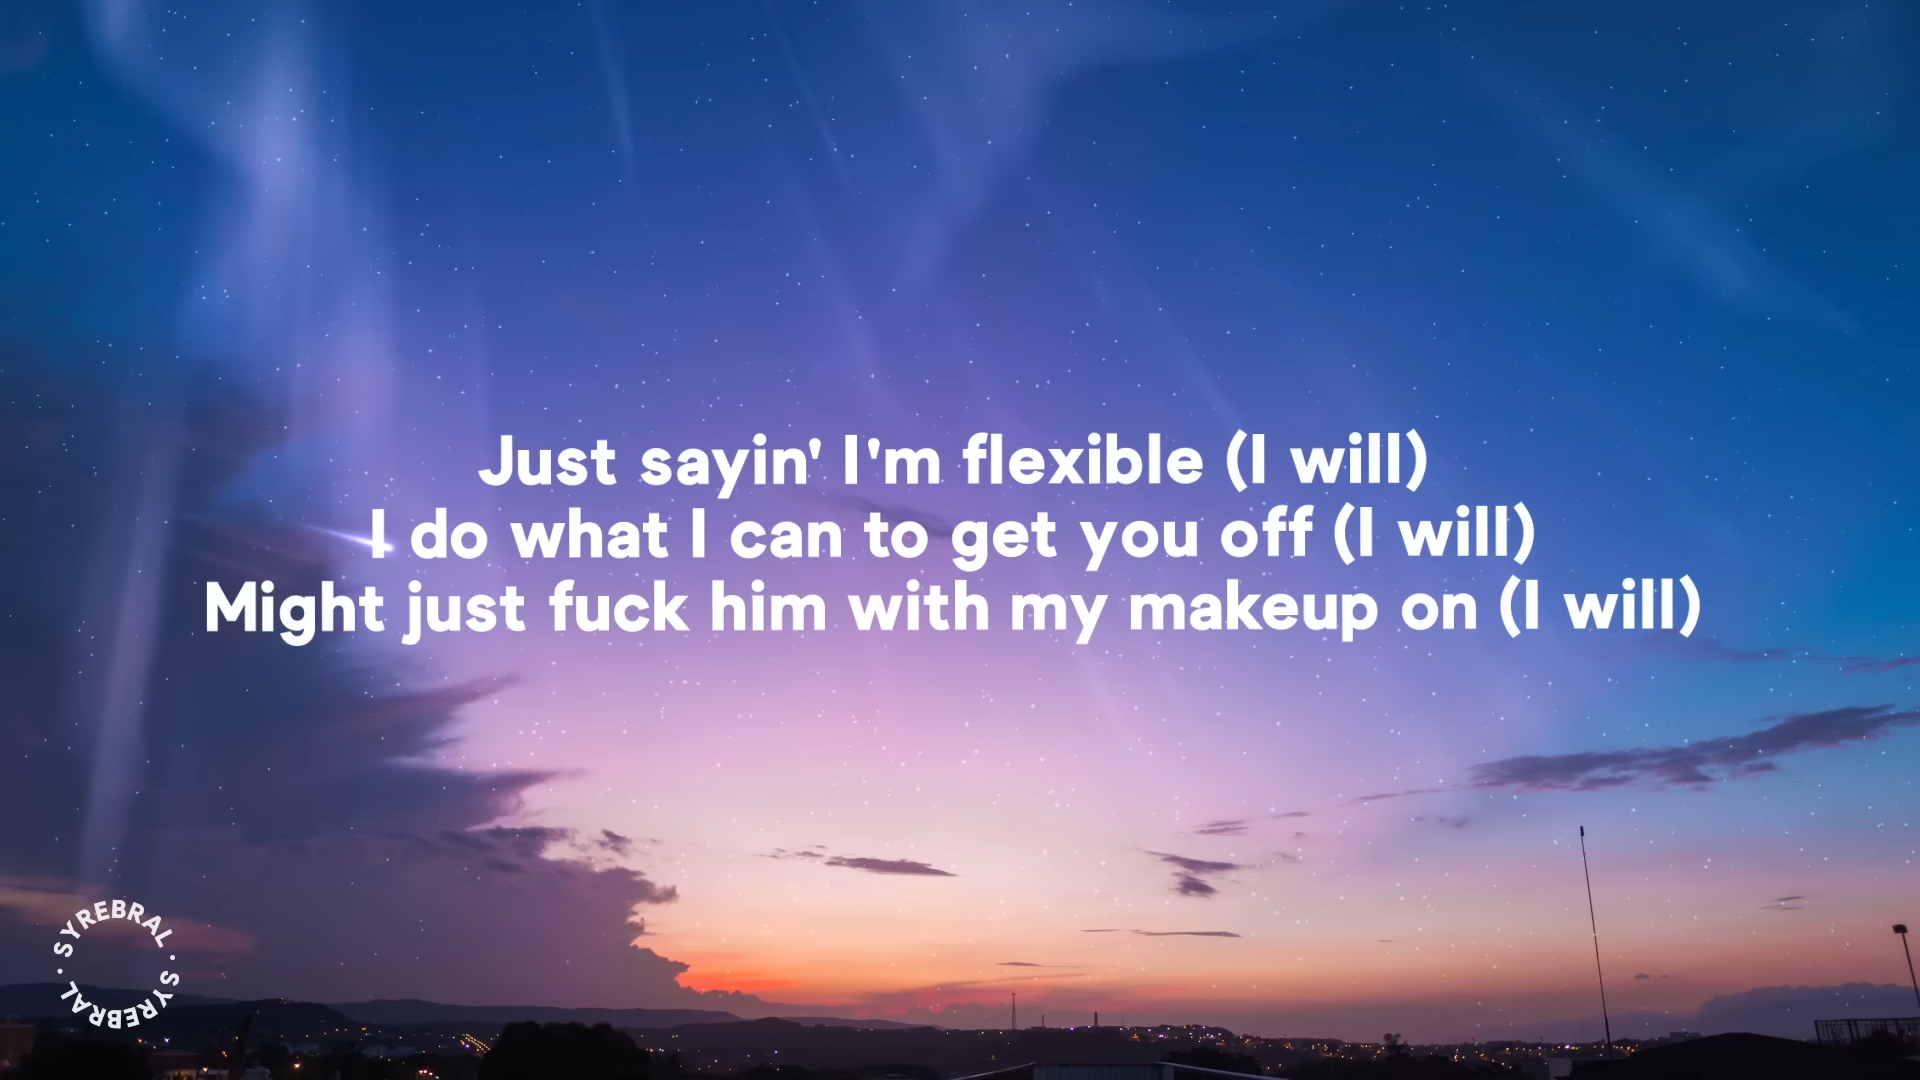 Just sayin' I'm flexible (I will)
I do what I can to get you off (I will)
Might just fuck him with my makeup on (I will)
SYREBRAL · SYREBRAL ·